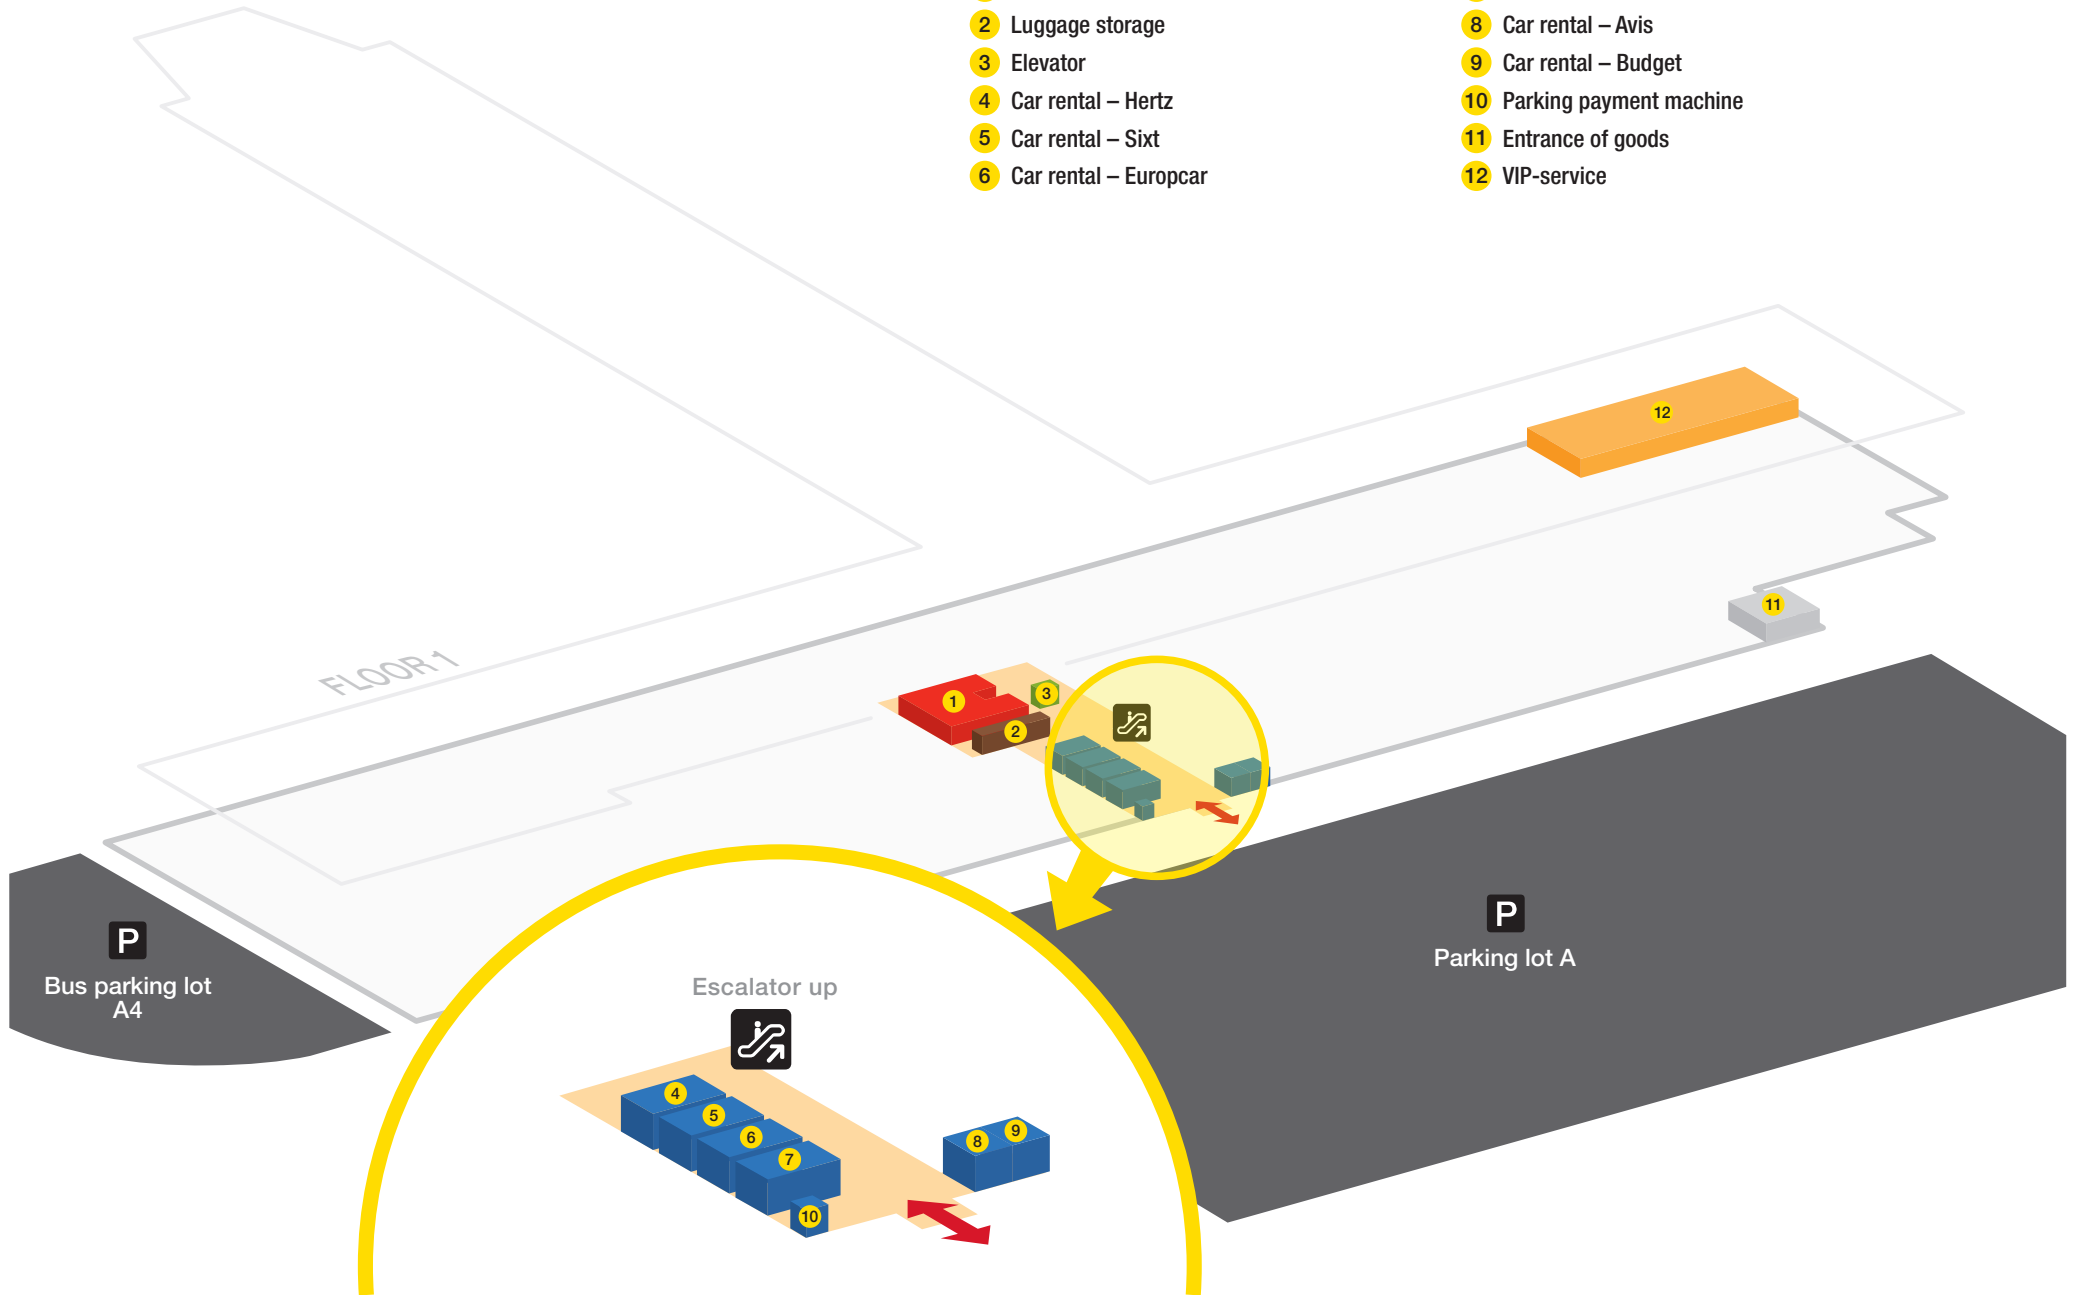 2 Luggage storage
3 Elevator
4 Car rental – Hertz
5 Car rental – Sixt
6 Car rental – Europcar
8 Car rental – Avis
9 Car rental – Budget
10 Parking payment machine
11 Entrance of goods
12 VIP-service
12
11
FLOOR 1
1
3
2
P
Parking lot A
P
Bus parking lot
A4
Escalator up
4
5
6
7
8
9
10